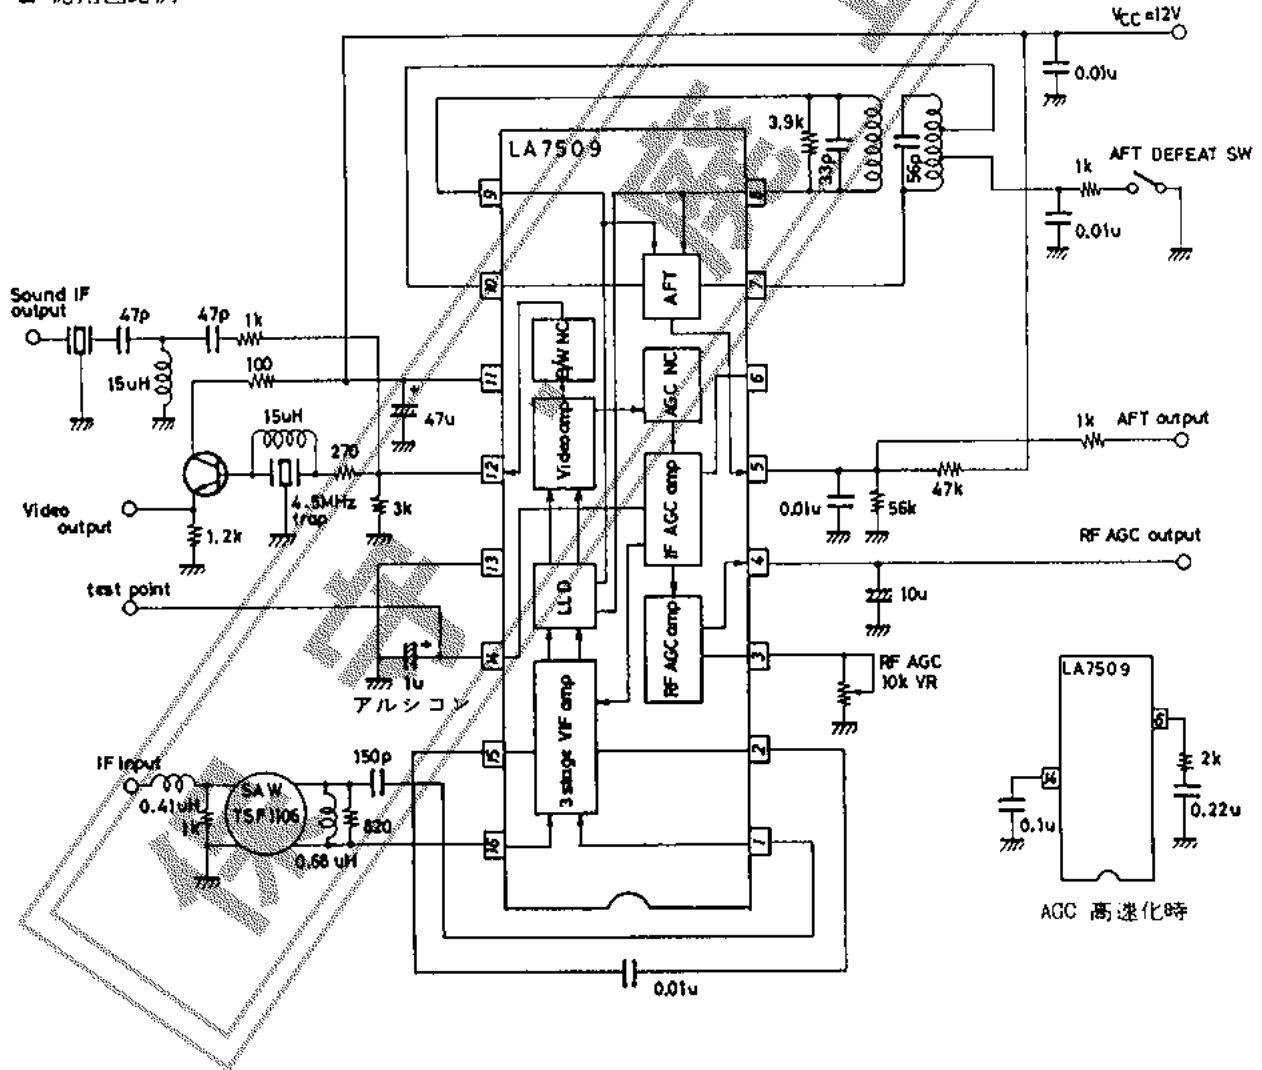 VCC=12V
0.01u
3.9k
LA7509
33p
56p
AFT DEFEAT SW
1k
0.01u
9
8
AFT
10
7
Sound IF
output
47p
47p
1k
B/W NC
AGC NC
15uH
100
11
6
47u
+
Video amp
1k
AFT output
15uH
270
12
5
IF AGC amp
47k
4.5MHz
trap
3k
0.01u
56k
Video
output
1.2k
RF AGC output
13
4
LLD
10u
test point
RF AGC amp
14
+
1u
アルシコン
3
RF AGC
10k VR
LA7509
3 stage VIF amp
15
2
IF input
150p
0.41uH
1k
SAW
TSF1106
820
0.68uH
16
1
2k
14
0.1u
0.22u
AGC 高速化時
0.01u